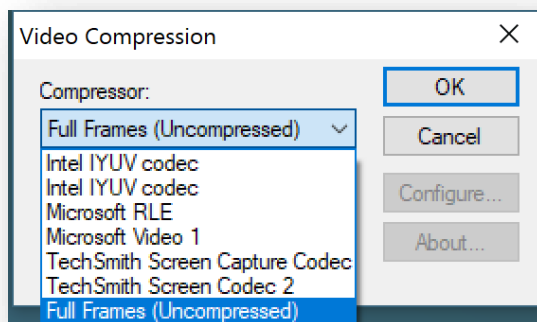 Video Compression
Compressor:
Full Frames (Uncompressed)
Intel IYUV codec
Intel IYUV codec
Microsoft RLE
Microsoft Video 1
TechSmith Screen Capture Codec
TechSmith Screen Codec 2
Full Frames (Uncompressed)
OK
Cancel
Configure...
About...